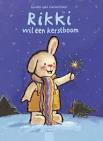 Guido van Genechten
Rikki
wil een kerstboom